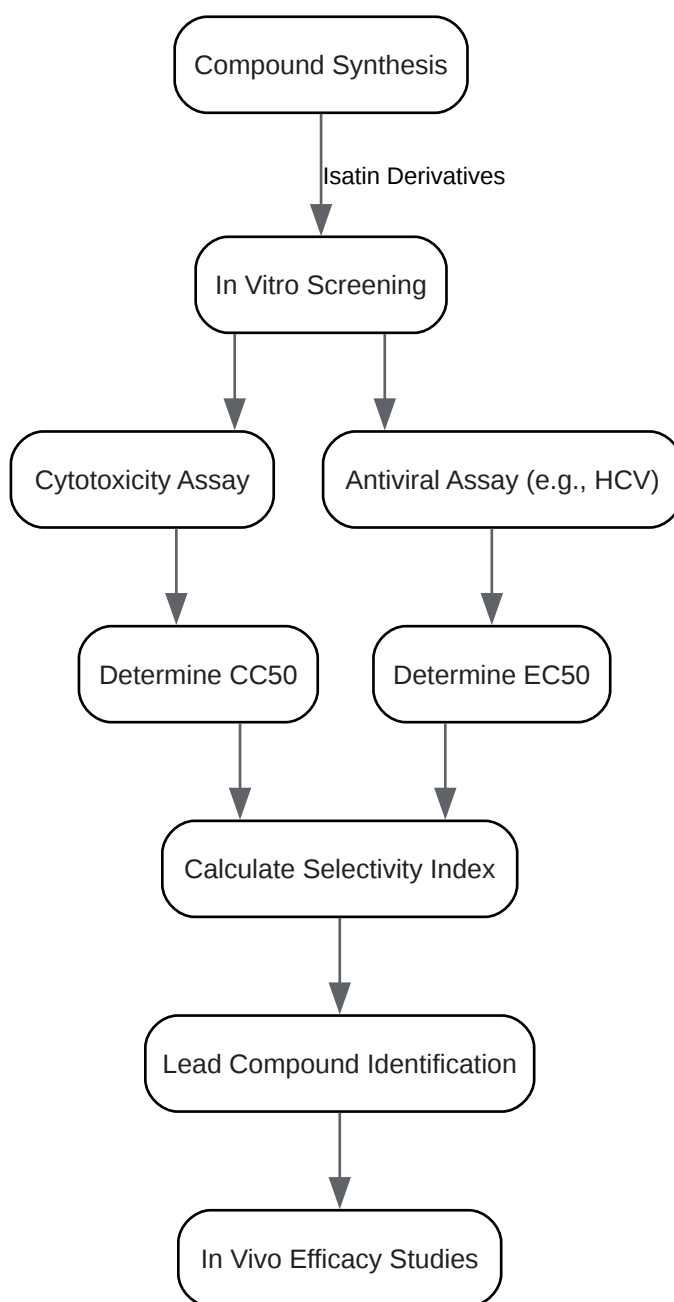 Compound Synthesis
Isatin Derivatives
In Vitro Screening
Cytotoxicity Assay
Antiviral Assay (e.g., HCV)
Determine CC50
Determine EC50
Calculate Selectivity Index
Lead Compound Identification
In Vivo Efficacy Studies